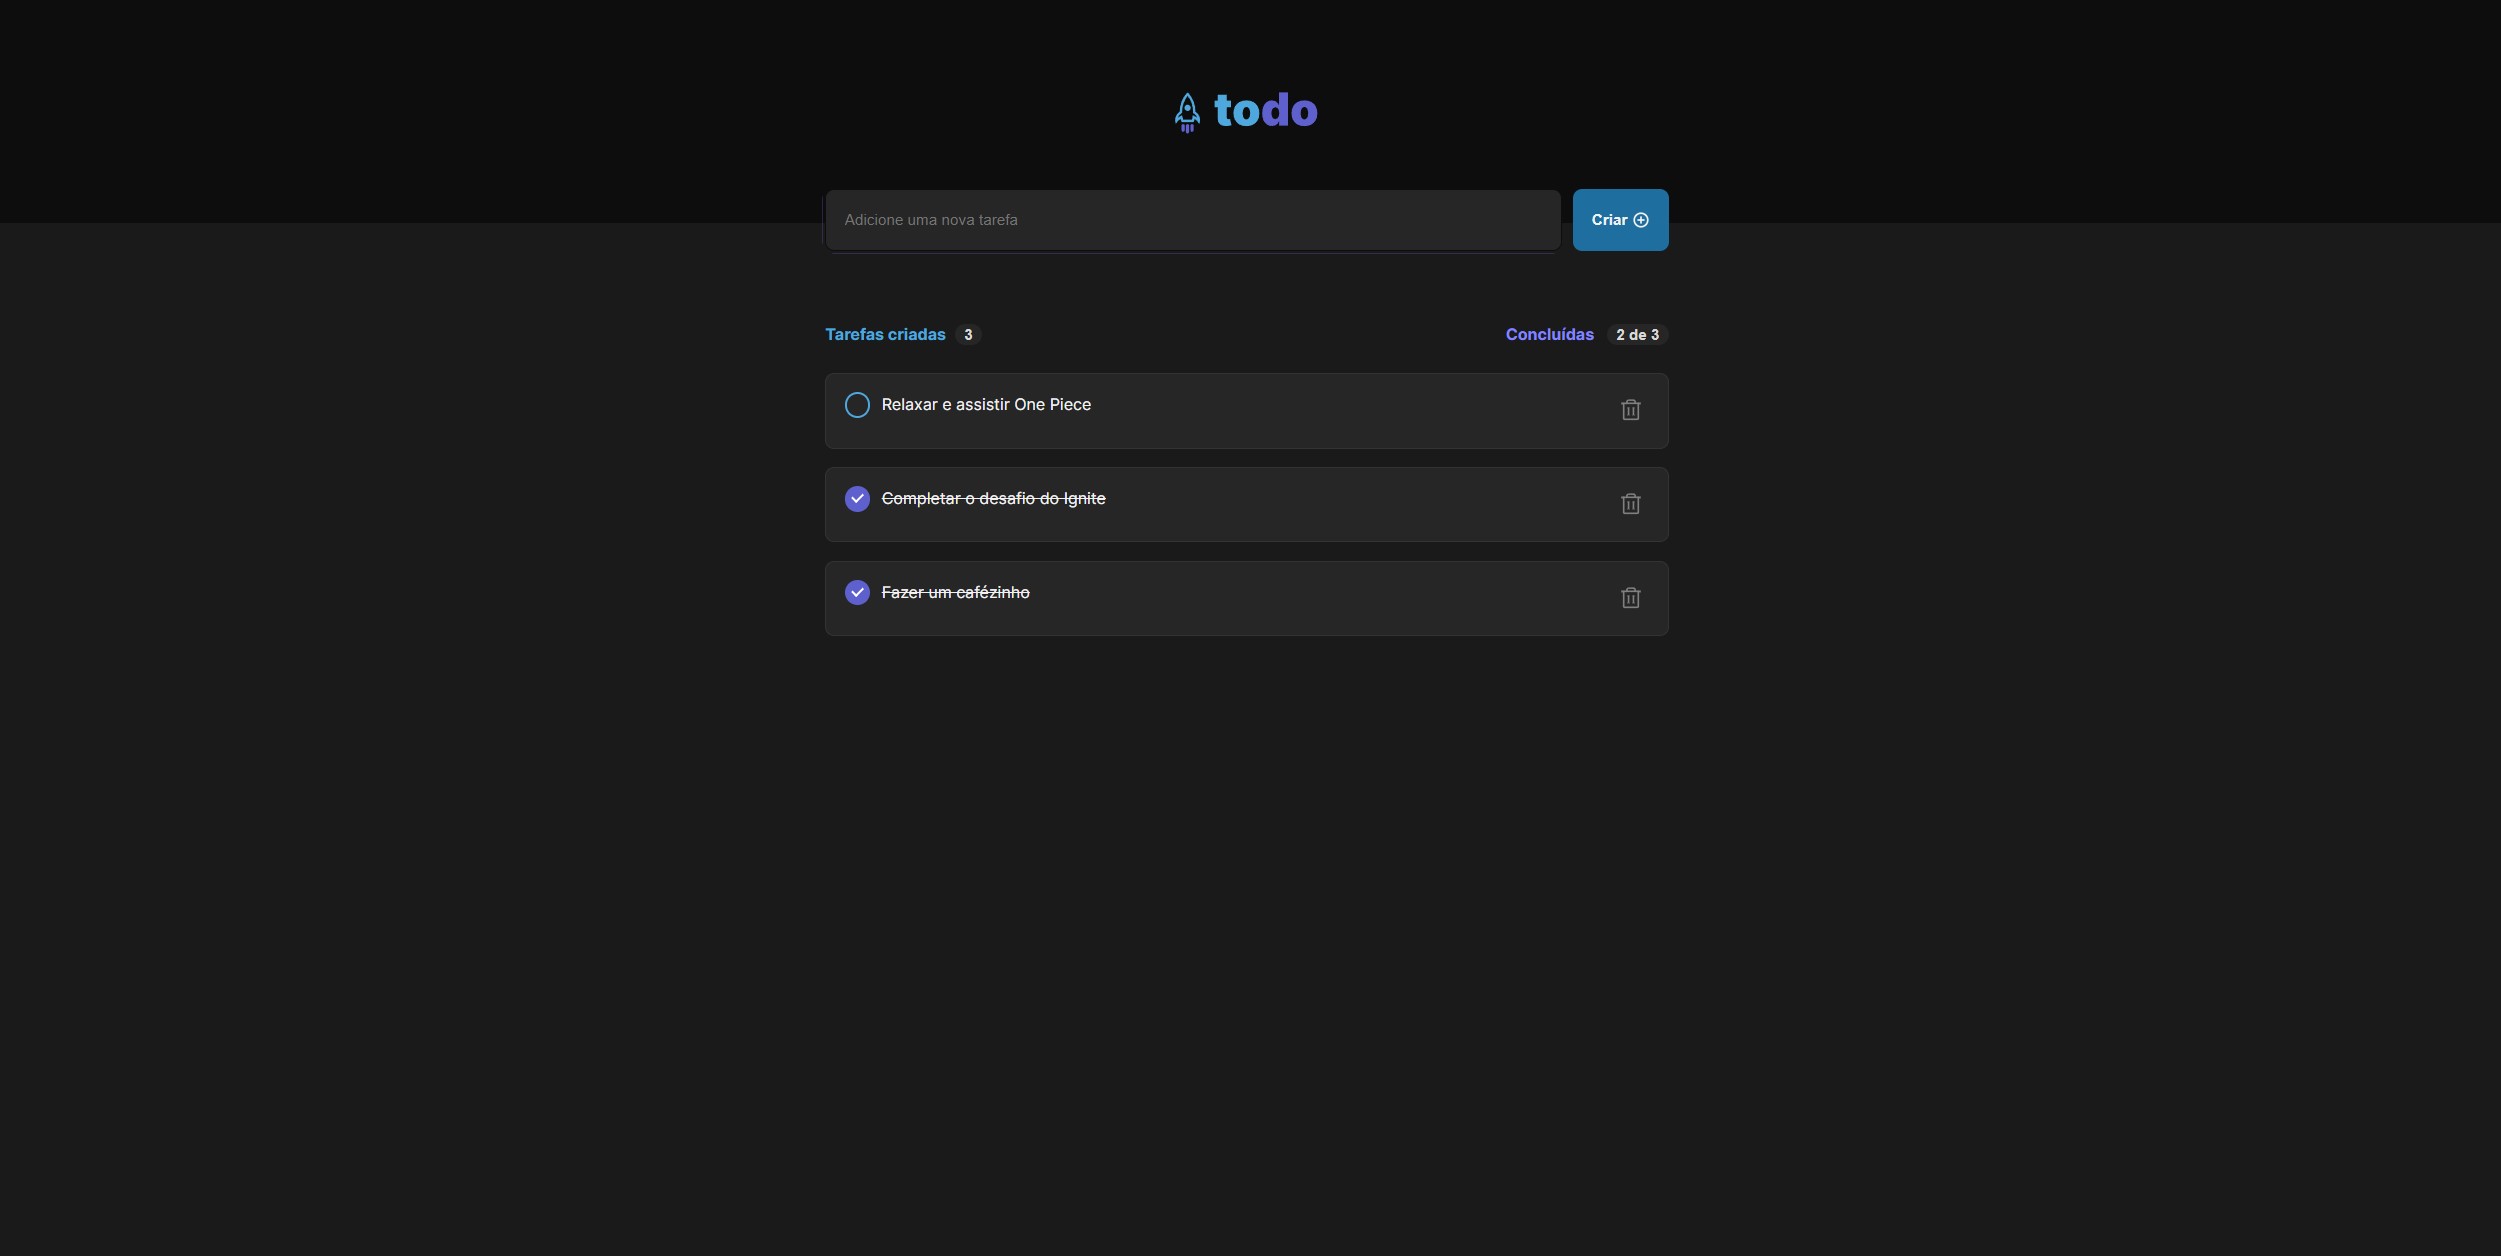 todo
Adicione uma nova tarefa
Criar
Tarefas criadas 3
Concluídas 2 de 3
Relaxar e assistir One Piece
Completar o desafio do Ignite
Fazer um cafézinho